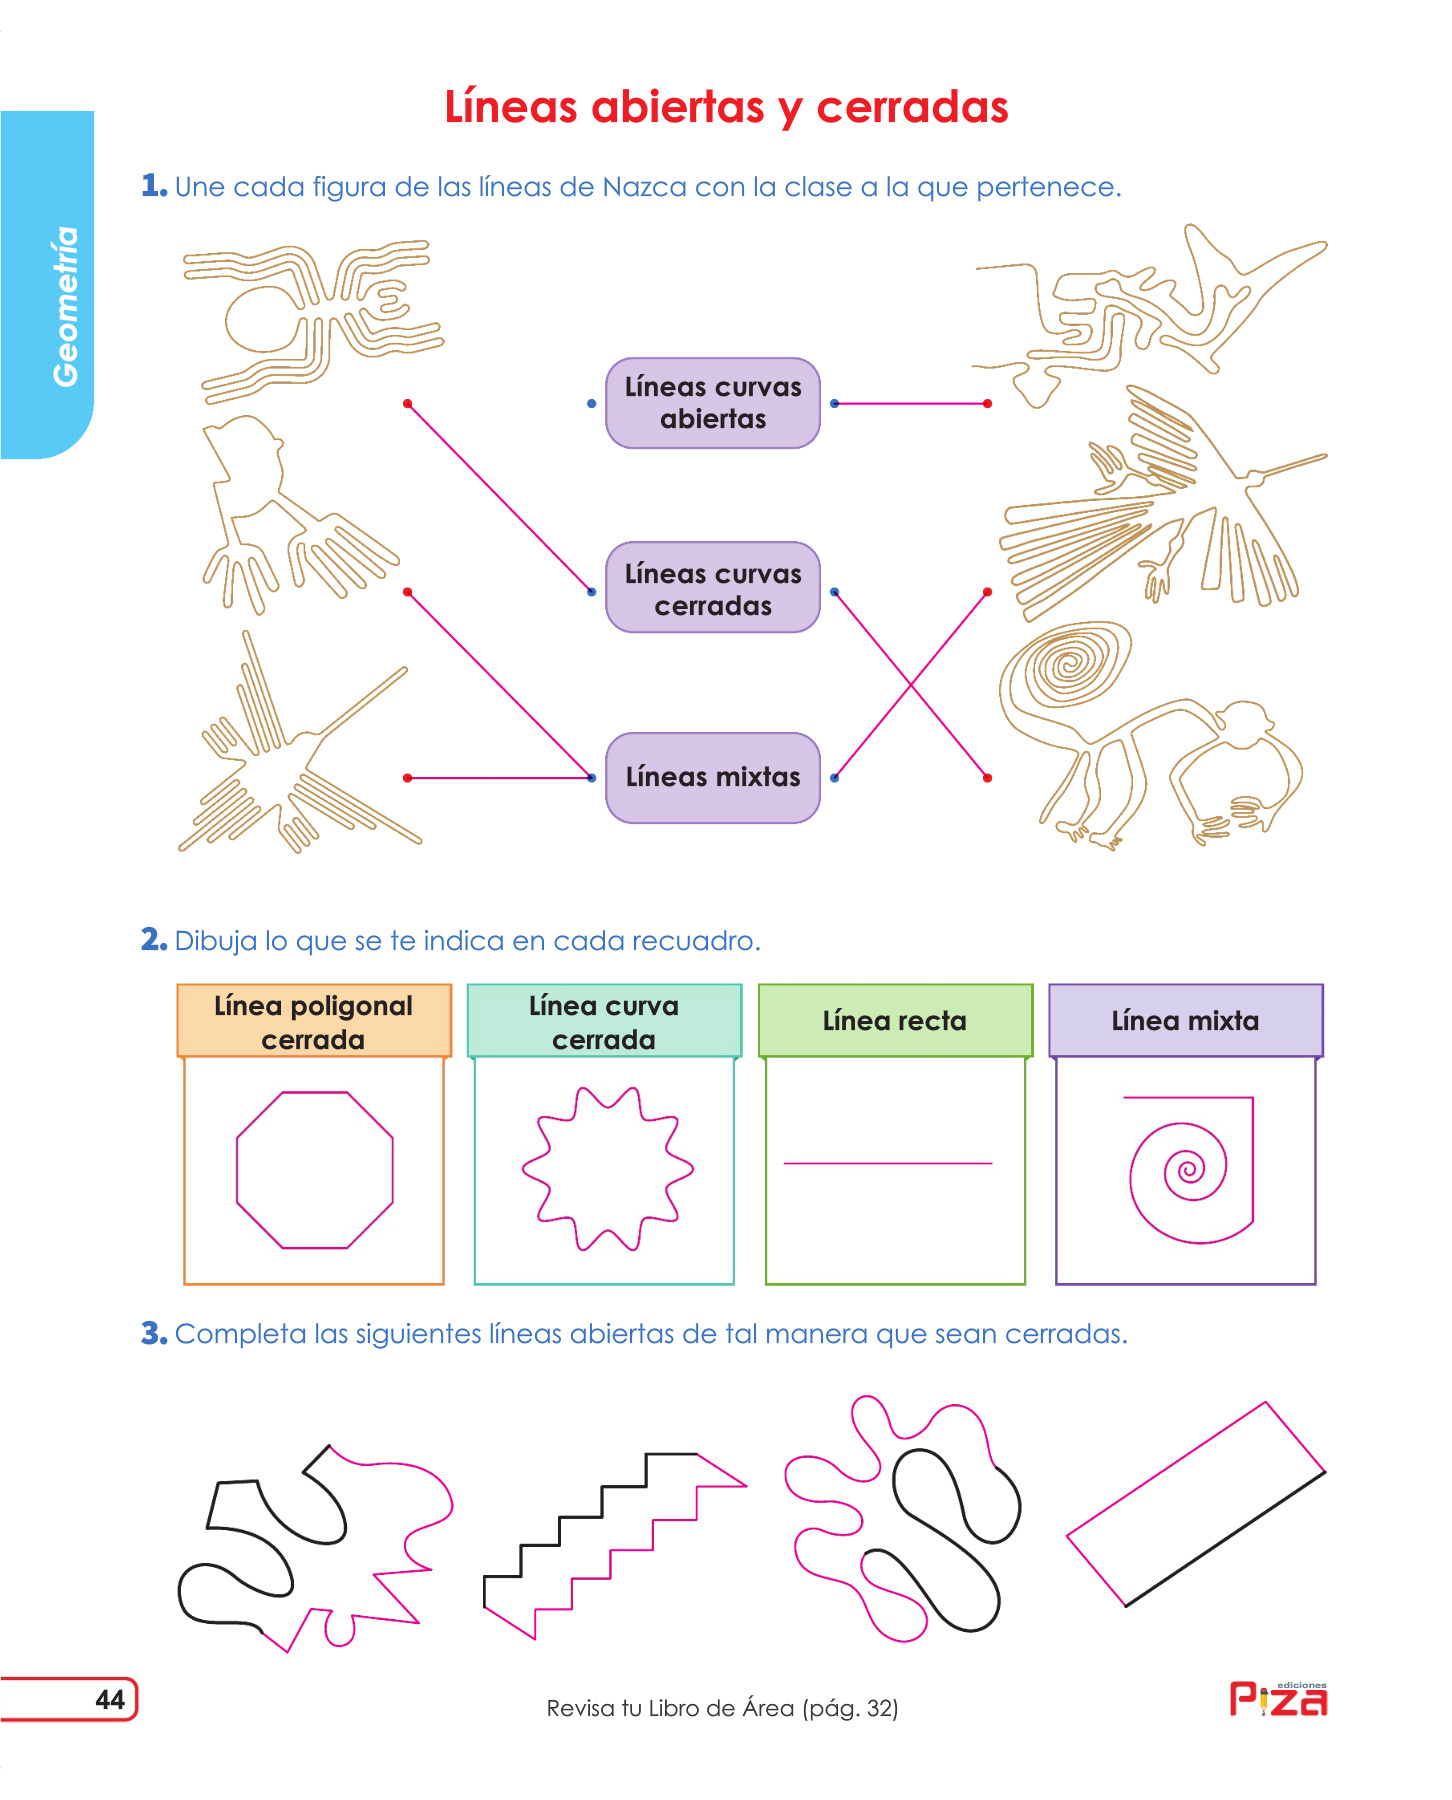 Líneas abiertas y cerradas
Geometría
1. Une cada figura de las líneas de Nazca con la clase a la que pertenece.
Líneas curvas
abiertas
Líneas curvas
cerradas
Líneas mixtas
2. Dibuja lo que se te indica en cada recuadro.
Línea poligonal
cerrada
Línea curva
cerrada
Línea recta
Línea mixta
3. Completa las siguientes líneas abiertas de tal manera que sean cerradas.
44
Revisa tu Libro de Área (pág. 32)
ediciones
Piza